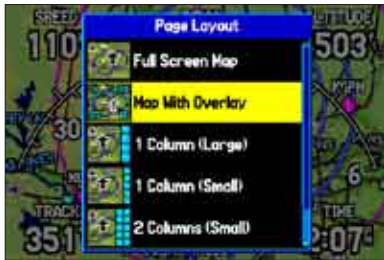 Page Layout
SPEED
110
503
Full Screen Map
Map With Overlay
30
1 Column (Large)
1 Column (Small)
6
TRACK
TIME
2 Columns (Small)
351
2:07